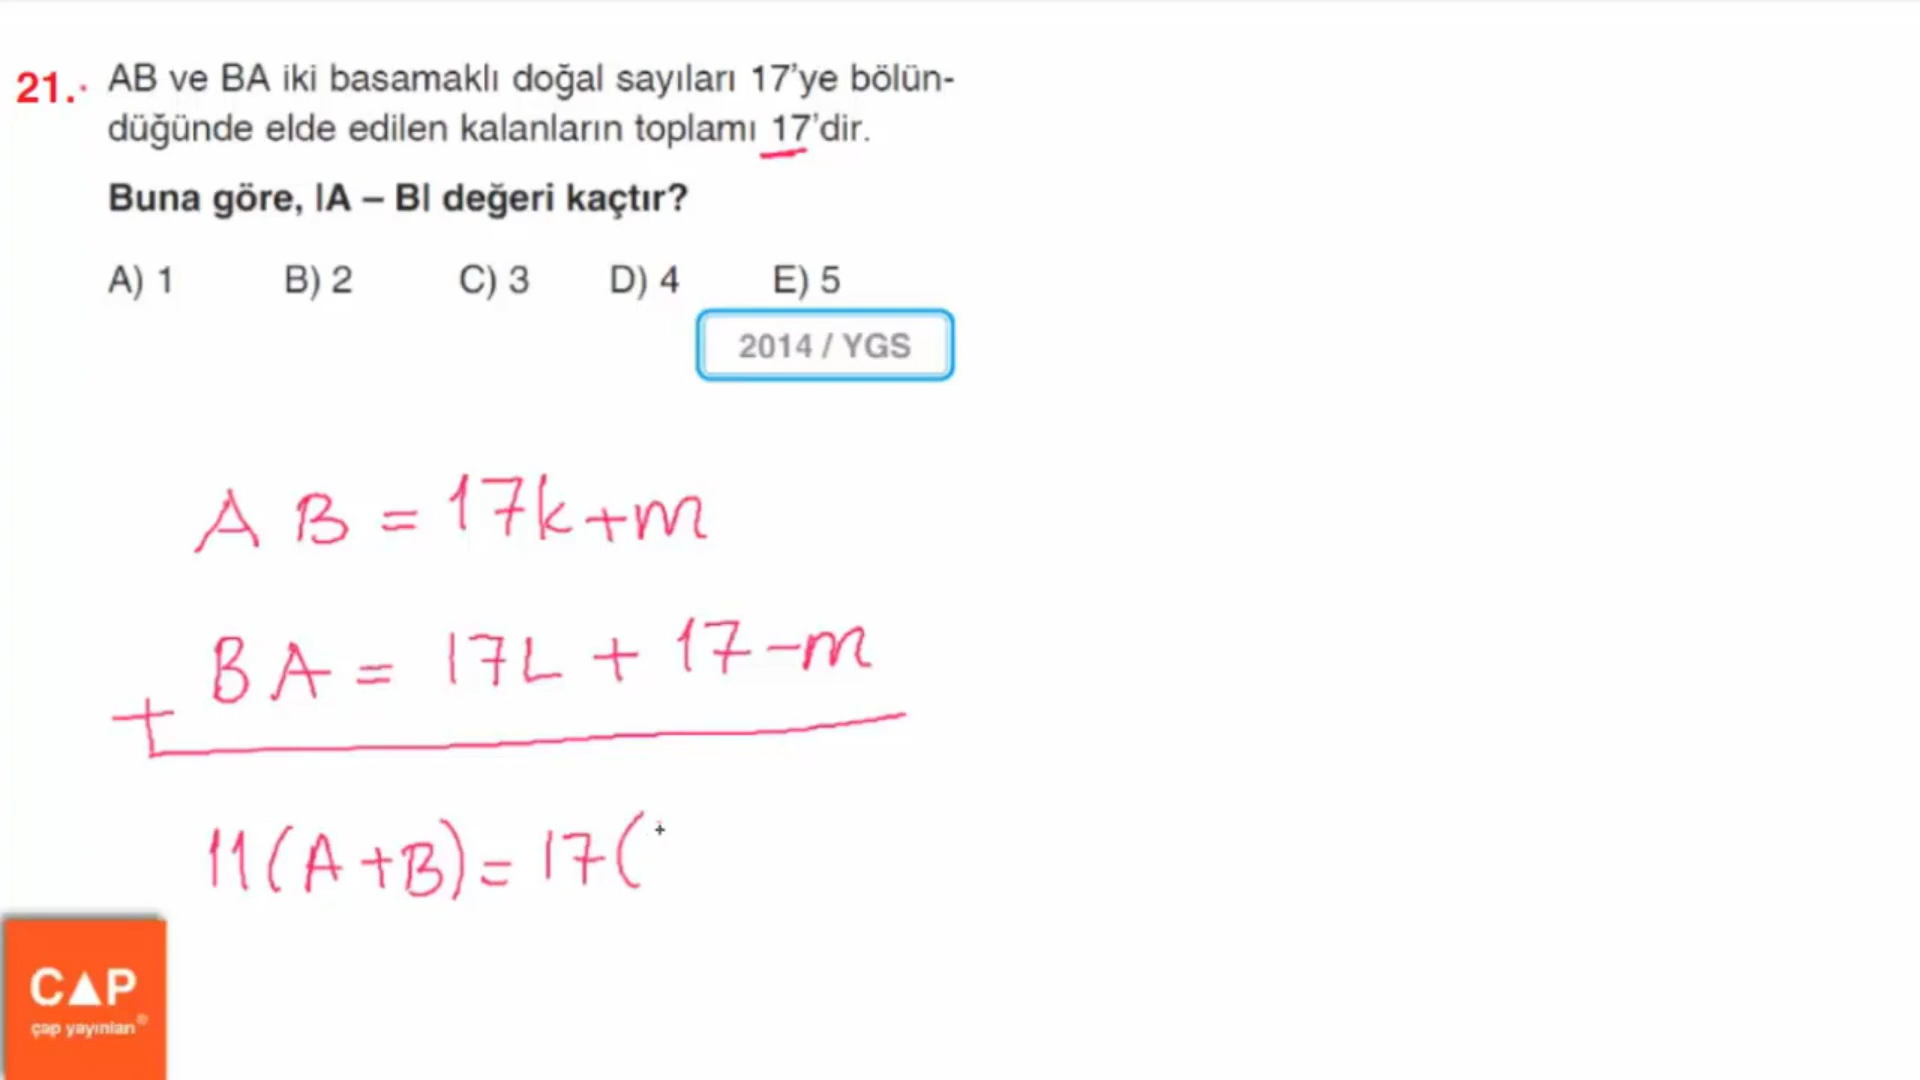 21. AB ve BA iki basamaklı doğal sayıları 17'ye bölün-
düğünde elde edilen kalanların toplamı 17'dir.
Buna göre, |A – B| değeri kaçtır?
A) 1 B) 2 C) 3 D) 4 E) 5
2014 / YGS
AB = 17k+m
BA = 17L + 17-m
+
11(A+B) = 17(
CAP
çap yayınları®